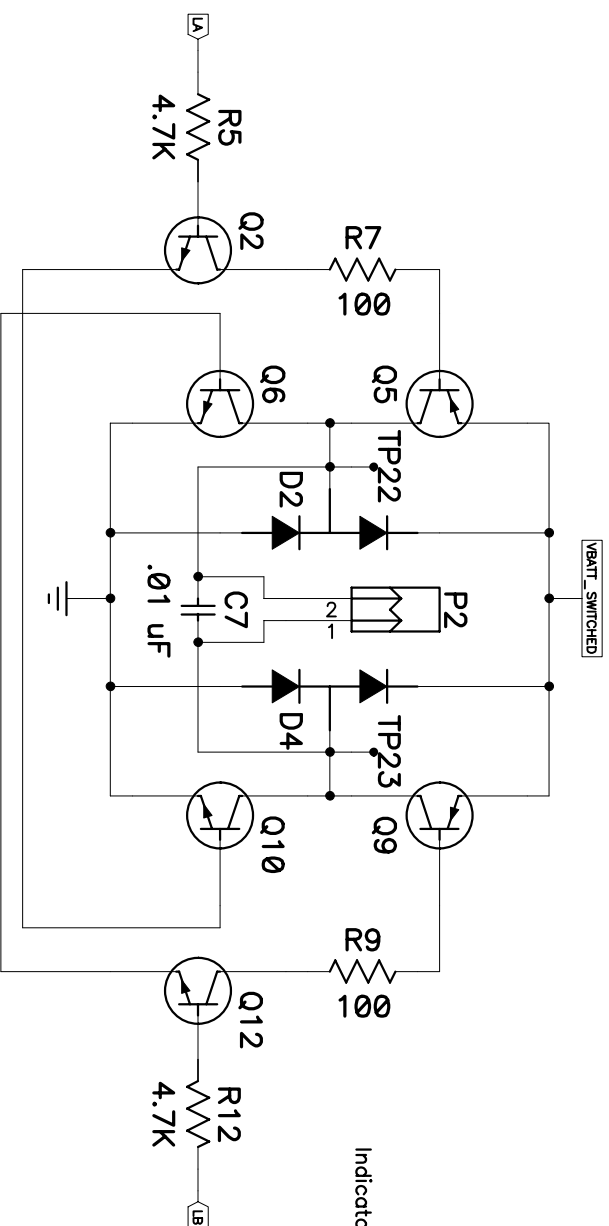 LA
R5
4.7K
Q2
R7
100
Q6
Q5
TP22
D2
VBATT_SWITCHED
.01 uF
C7
2
1
P2
D4
TP23
Q10
Q9
R9
100
Q12
R12
4.7K
LB